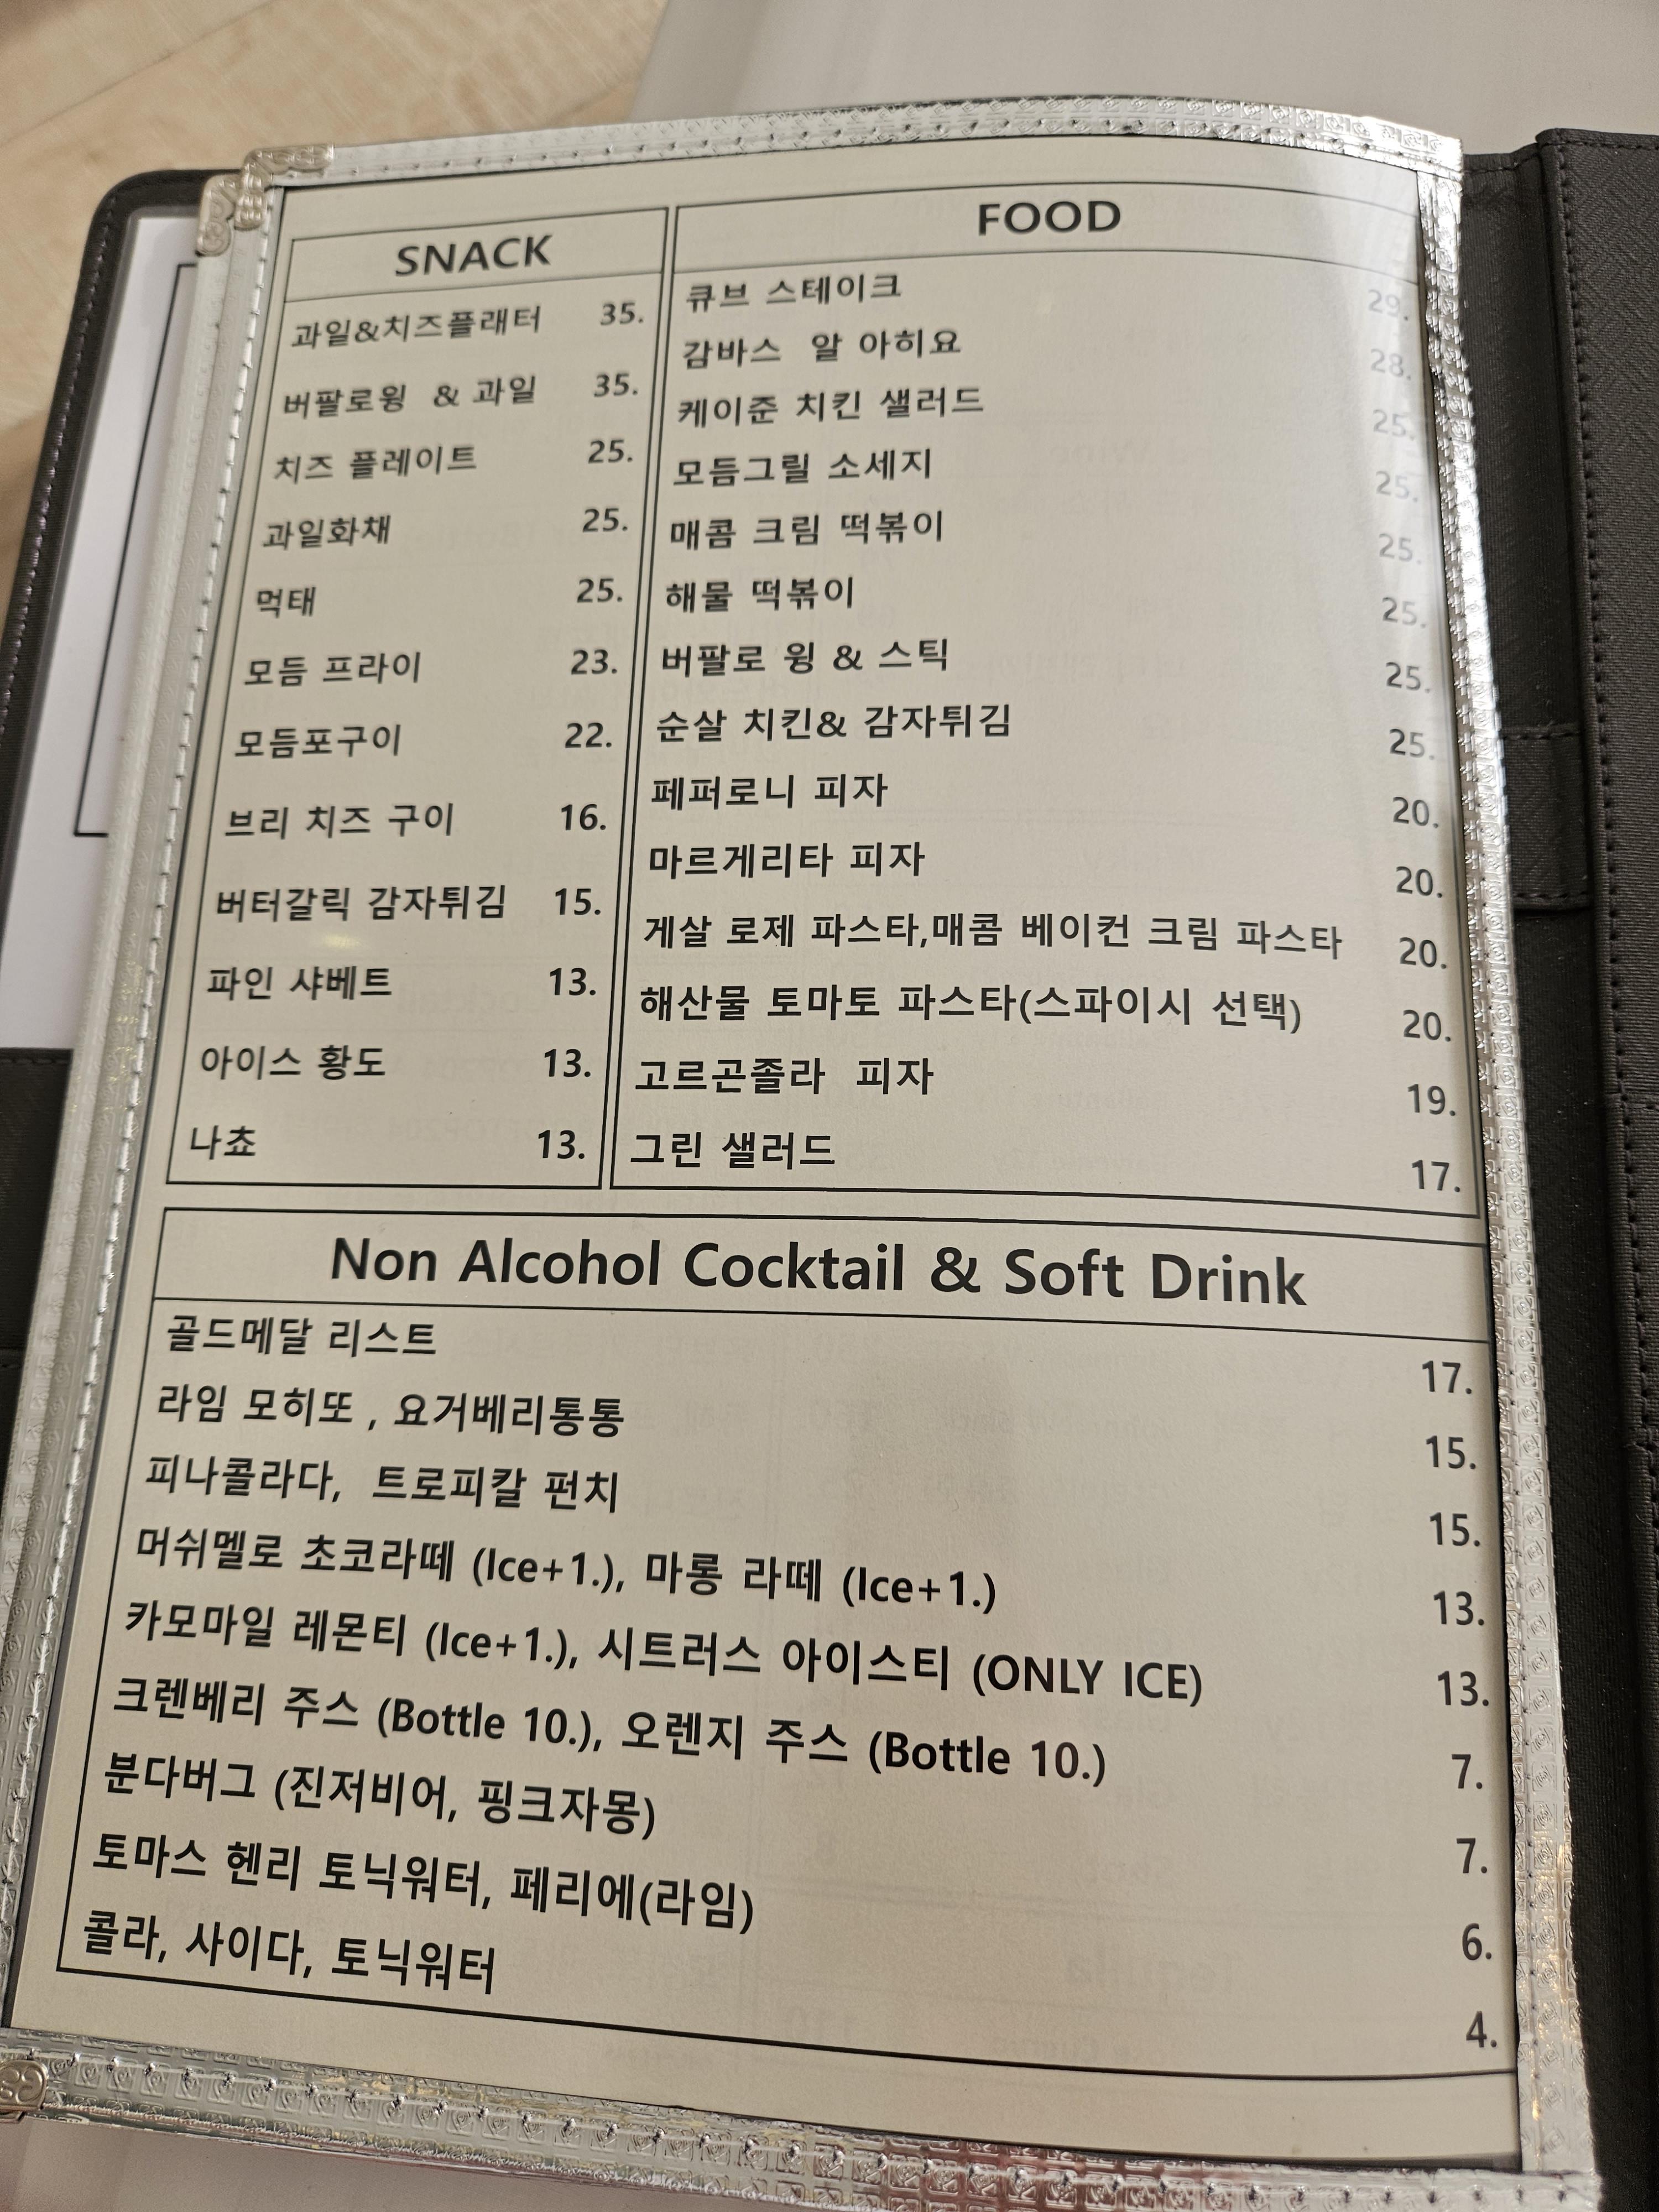 SNACK
과일&치즈플래터 35.
버팔로윙 & 과일 35.
치즈 플레이트 25.
과일화채 25.
먹태 25.
모듬 프라이 23.
모듬포구이 22.
브리 치즈 구이 16.
버터갈릭 감자튀김 15.
파인 샤베트 13.
아이스 황도 13.
나쵸 13.
FOOD
큐브 스테이크 29.
감바스 알 아히요 28.
케이준 치킨 샐러드 25.
모듬그릴 소세지 25.
매콤 크림 떡볶이 25.
해물 떡볶이 25.
버팔로 윙 & 스틱 25.
순살 치킨& 감자튀김 25.
페퍼로니 피자 20.
마르게리타 피자 20.
게살 로제 파스타,매콤 베이컨 크림 파스타 20.
해산물 토마토 파스타(스파이시 선택) 20.
고르곤졸라 피자 19.
그린 샐러드 17.
Non Alcohol Cocktail & Soft Drink
골드메달 리스트 17.
라임 모히또 , 요거베리통통 15.
피나콜라다, 트로피칼 펀치 15.
머쉬멜로 초코라떼 (Ice+1.), 마롱 라떼 (Ice+1.) 13.
카모마일 레몬티 (Ice+1.), 시트러스 아이스티 (ONLY ICE) 13.
크렌베리 주스 (Bottle 10.), 오렌지 주스 (Bottle 10.) 7.
분다버그 (진저비어, 핑크자몽) 7.
토마스 헨리 토닉워터, 페리에(라임) 6.
콜라, 사이다, 토닉워터 4.